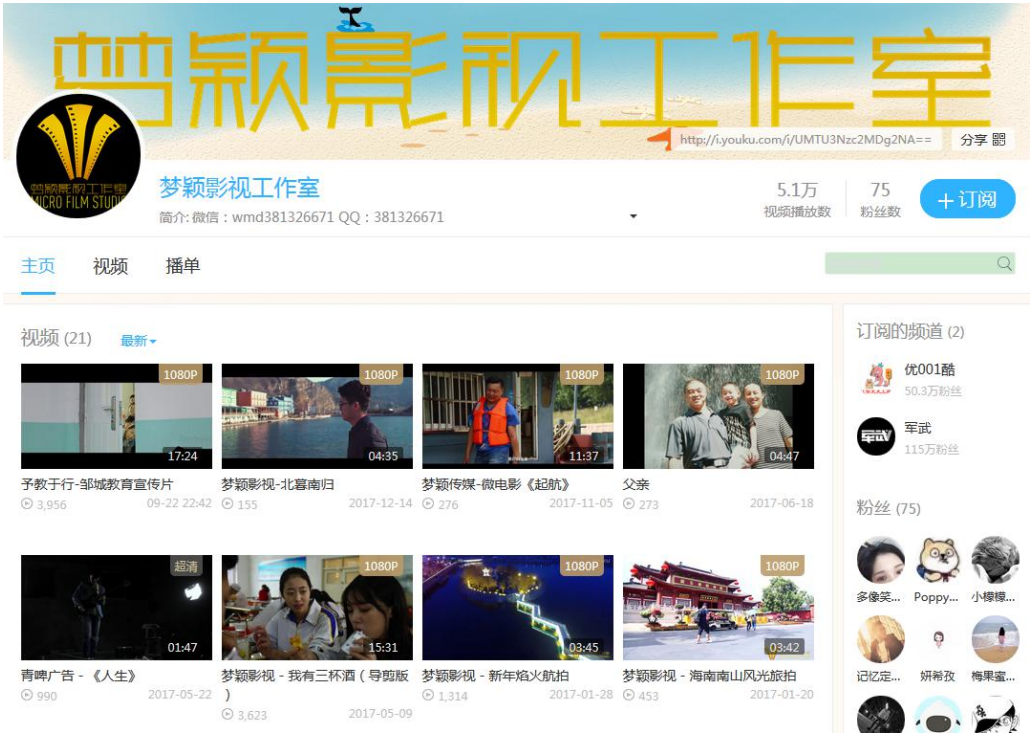 梦颖影视工作室
http://i.youku.com/i/UMTU3Nzc2MDg2NA==
分享
梦颖影视工作室
MICRO FILM STUDIO
梦颖影视工作室
简介: 微信：wmd381326671 QQ：381326671
5.1万
视频播放数
75
粉丝数
＋订阅
主页
视频
播单
视频 (21)
最新
1080P
17:24
予教于行-邹城教育宣传片
3,956
09-22 22:42
1080P
04:35
梦颖影视-北暮南归
155
2017-12-14
1080P
11:37
梦颖传媒-微电影《起航》
276
2017-11-05
1080P
04:47
父亲
273
2017-06-18
超清
01:47
青啤广告 - 《人生》
990
2017-05-22
1080P
15:31
梦颖影视 - 我有三杯酒（导剪版
）
3,623
2017-05-09
1080P
03:45
梦颖影视 - 新年焰火航拍
1,314
2017-01-28
1080P
03:42
梦颖影视 - 海南南山风光旅拍
453
2017-01-20
订阅的频道 (2)
优001酷
50.3万粉丝
军武
军武
115万粉丝
粉丝 (75)
多像笑...
Poppy...
小檬檬...
记忆定...
妍希孜
梅果蜜...